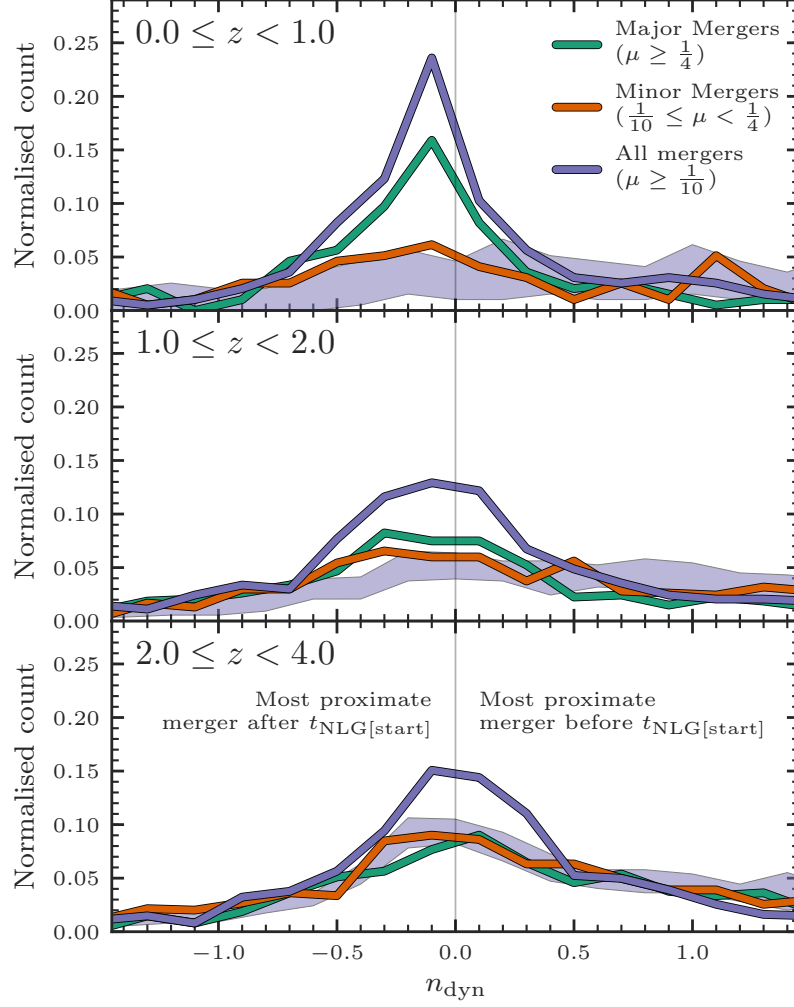 0.0 ≤ z < 1.0
Major Mergers
(μ ≥ 1/4)
Minor Mergers
(1/10 ≤ μ < 1/4)
All mergers
(μ ≥ 1/10)
Normalised count
0.25
0.20
0.15
0.10
0.05
0.00
1.0 ≤ z < 2.0
Normalised count
0.25
0.20
0.15
0.10
0.05
0.00
2.0 ≤ z < 4.0
Most proximate
merger after t_NLG[start]
Most proximate
merger before t_NLG[start]
Normalised count
0.25
0.20
0.15
0.10
0.05
0.00
−1.0 −0.5 0.0 0.5 1.0
n_dyn